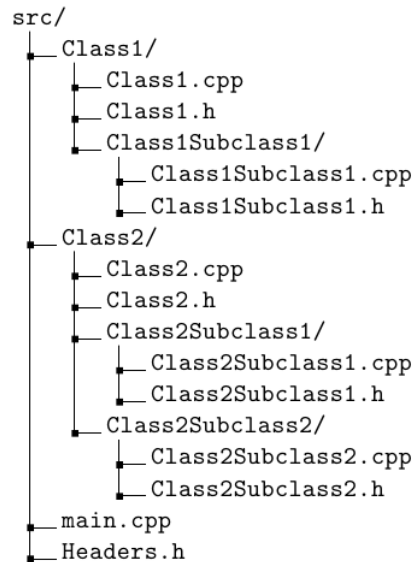 src/
Class1/
Class1.cpp
Class1.h
Class1Subclass1/
Class1Subclass1.cpp
Class1Subclass1.h
Class2/
Class2.cpp
Class2.h
Class2Subclass1/
Class2Subclass1.cpp
Class2Subclass1.h
Class2Subclass2/
Class2Subclass2.cpp
Class2Subclass2.h
main.cpp
Headers.h